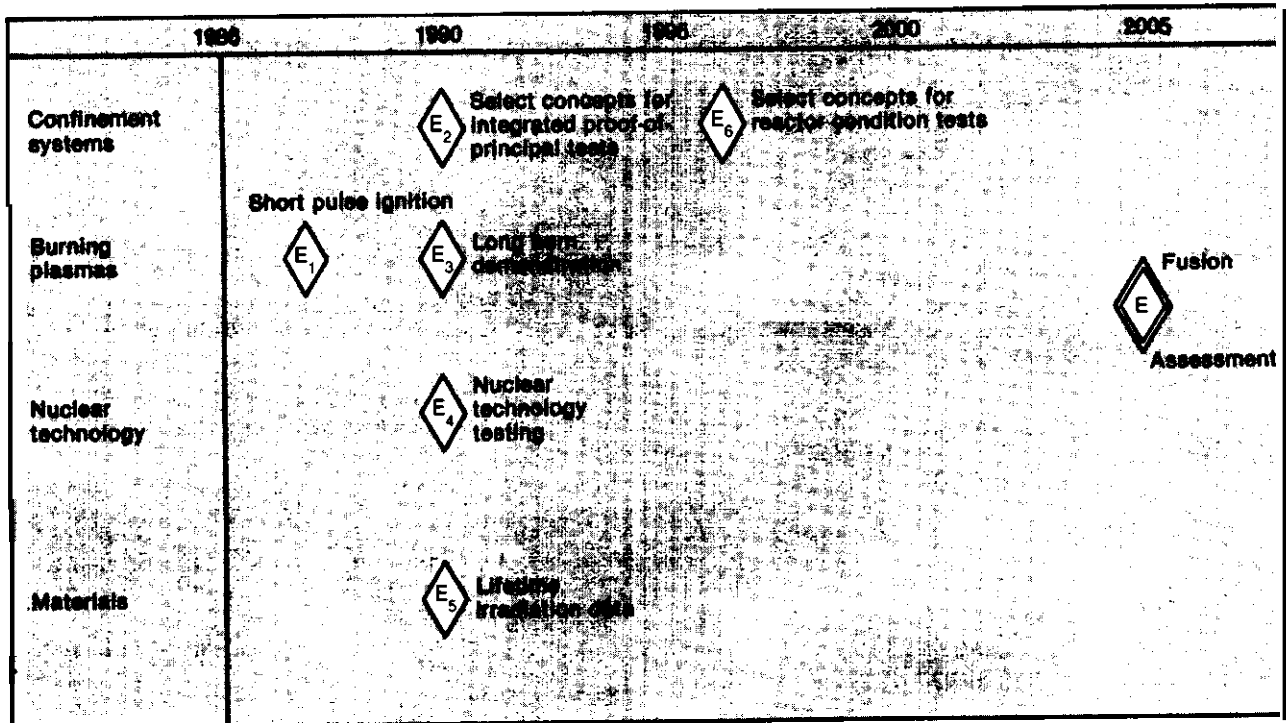 1985 1990 1995 2000 2005
Confinement
systems
E2
Select concepts for
integrated proof-of-
principal tests
E6
Select concepts for
reactor condition tests
Burning
plasmas
Short pulse ignition
E1
E3
Long burn
demonstration
Fusion
E
Assessment
Nuclear
technology
E4
Nuclear
technology
testing
Materials
E5
Lifetime
irradiation data